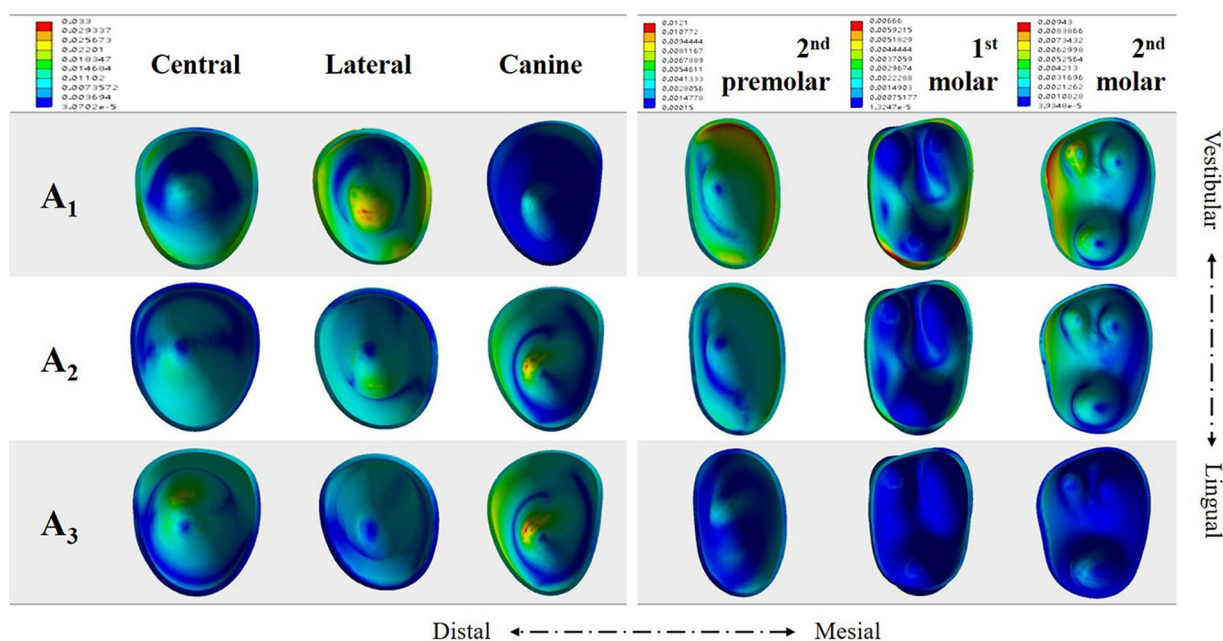 0.033
0.029337
0.025673
0.02201
0.018347
0.014684
0.01102
0.0073572
0.003694
3.0702e-5
Central
Lateral
Canine
0.0121
0.010772
0.0094444
0.0081167
0.0067889
0.0054611
0.0041333
0.0028056
0.0014778
0.00015
2nd
premolar
0.00666
0.0059215
0.0051829
0.0044444
0.0037059
0.0029674
0.0022288
0.0014903
0.00075177
1.3247e-5
1st
molar
0.00943
0.0083866
0.0073432
0.0062998
0.0052564
0.004213
0.0031696
0.0021262
0.0010828
3.9348e-5
2nd
molar
A1
A2
A3
Vestibular
Lingual
Distal
Mesial